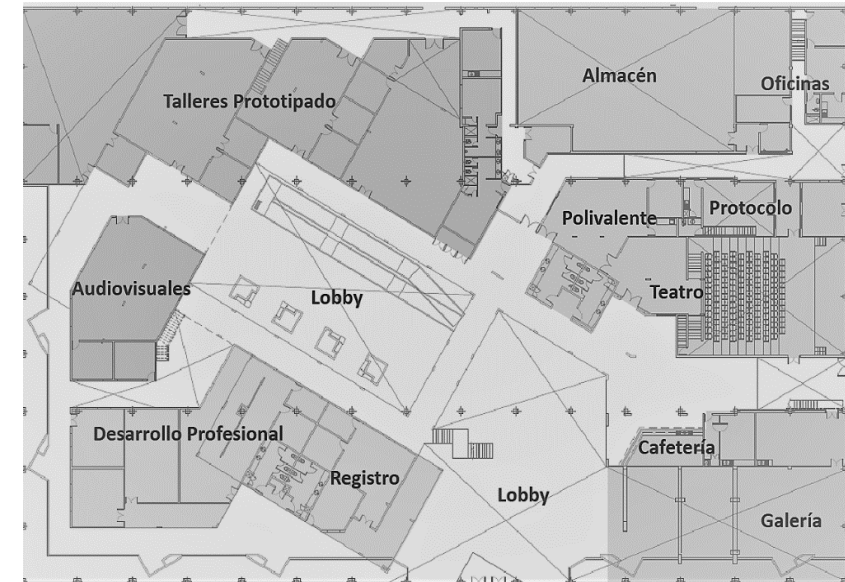 Almacén
Oficinas
Talleres Prototipado
Polivalente
Protocolo
Audiovisuales
Lobby
Teatro
Desarrollo Profesional
Cafetería
Registro
Lobby
Galería